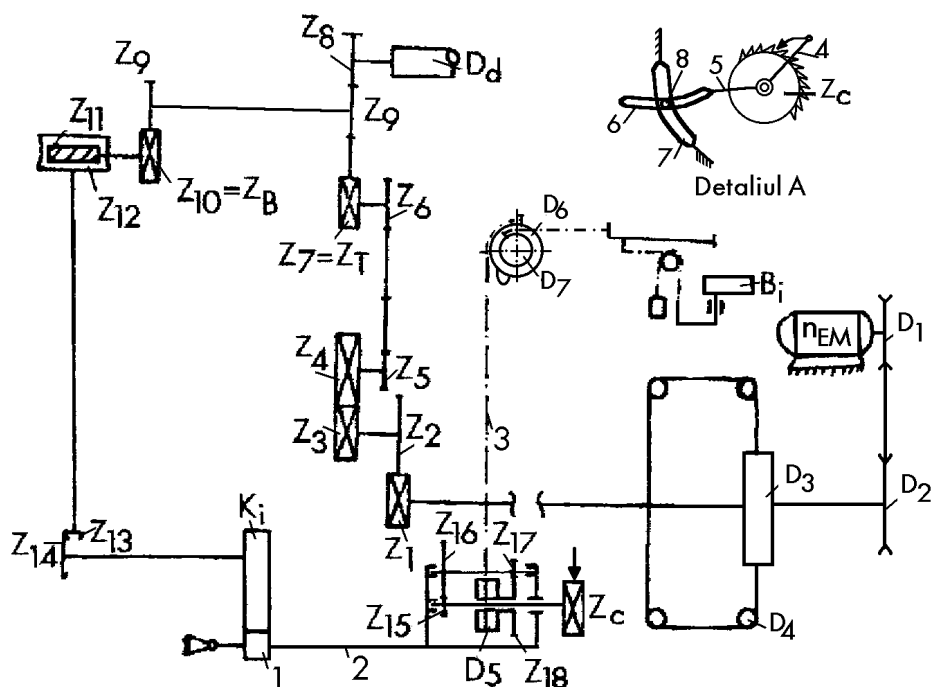 Z8
Dd
Z9
Z9
Z11
Z12
Z10 = ZB
Z6
Z7 = ZT
4
8
5
Zc
6
7
Detaliul A
D6
D7
Bi
nEM
D1
Z4
Z5
Z3
Z2
3
D3
D2
Ki
Z13
Z14
Z1
Z16
Z17
Z15
Zc
D4
1
2
D5
Z18